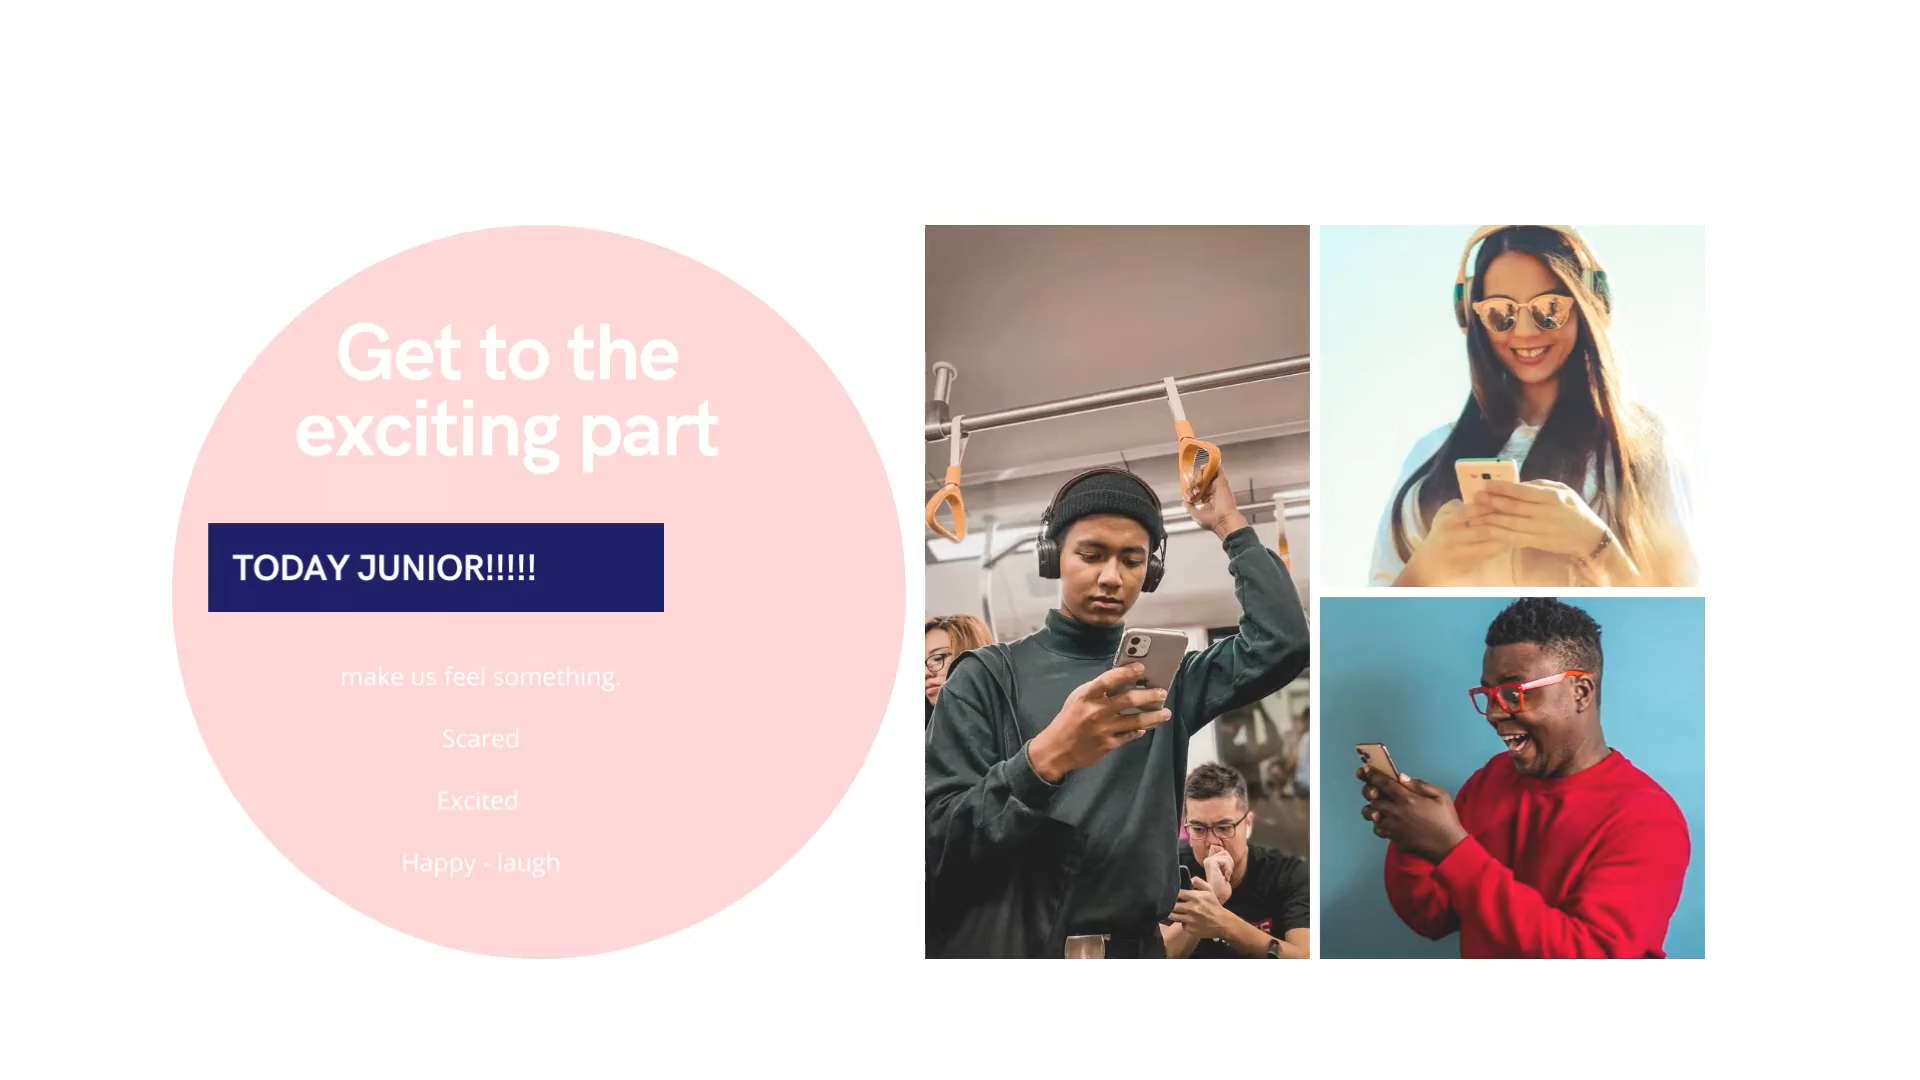 Get to the
exciting part
TODAY JUNIOR!!!!!
make us feel something.
Scared
Excited
Happy - laugh